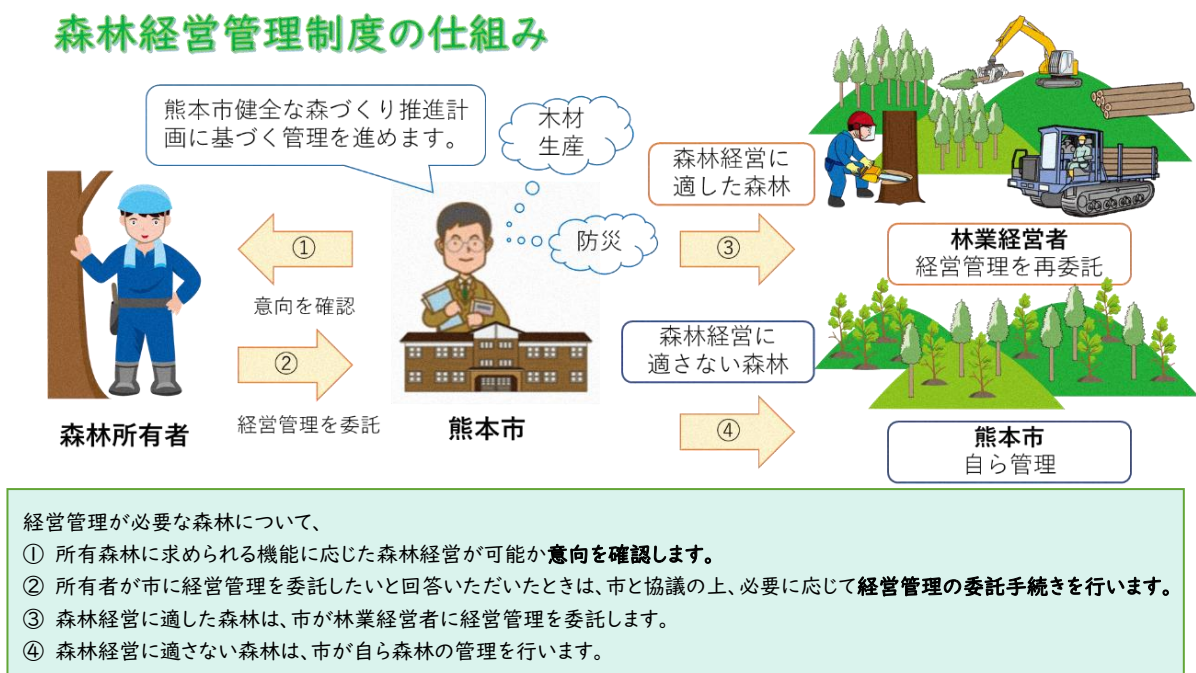 森林経営管理制度の仕組み
熊本市健全な森づくり推進計
画に基づく管理を進めます。
木材
生産
防災
①
意向を確認
②
経営管理を委託
森林所有者
熊本市
森林経営に
適した森林
③
林業経営者
経営管理を再委託
森林経営に
適さない森林
④
熊本市
自ら管理
経営管理が必要な森林について、
① 所有森林に求められる機能に応じた森林経営が可能か意向を確認します。
② 所有者が市に経営管理を委託したいと回答いただいたときは、市と協議の上、必要に応じて経営管理の委託手続きを行います。
③ 森林経営に適した森林は、市が林業経営者に経営管理を委託します。
④ 森林経営に適さない森林は、市が自ら森林の管理を行います。